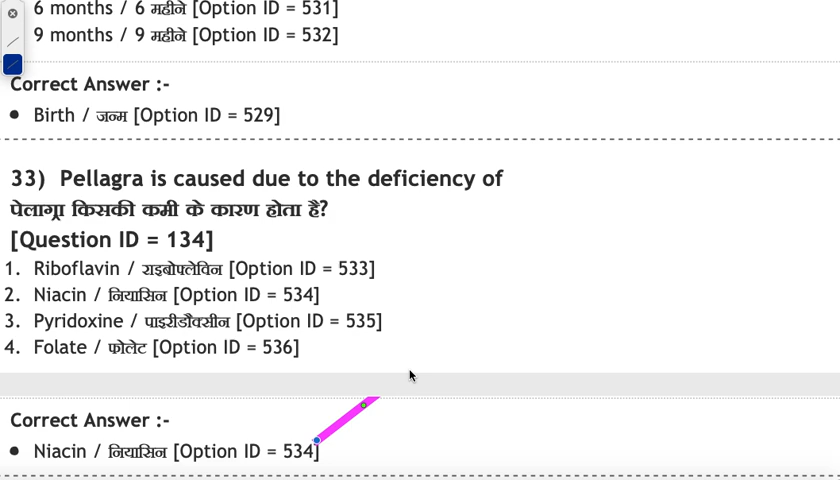 6 months / 6 महीने [Option ID = 531]
9 months / 9 महीने [Option ID = 532]
Correct Answer :-
Birth / जन्म [Option ID = 529]
33) Pellagra is caused due to the deficiency of
पेलाग्रा किसकी कमी के कारण होता है?
[Question ID = 134]
1. Riboflavin / राइबोफ्लेविन [Option ID = 533]
2. Niacin / नियासिन [Option ID = 534]
3. Pyridoxine / पाइरीडौक्सीन [Option ID = 535]
4. Folate / फोलेट [Option ID = 536]
Correct Answer :-
Niacin / नियासिन [Option ID = 534]